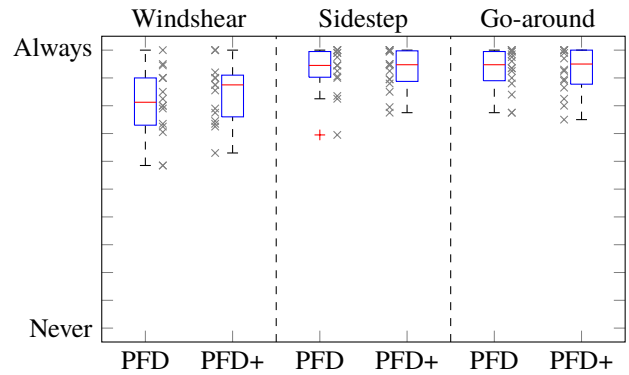 Windshear Sidestep Go-around
Always
Never
PFD PFD+ PFD PFD+ PFD PFD+